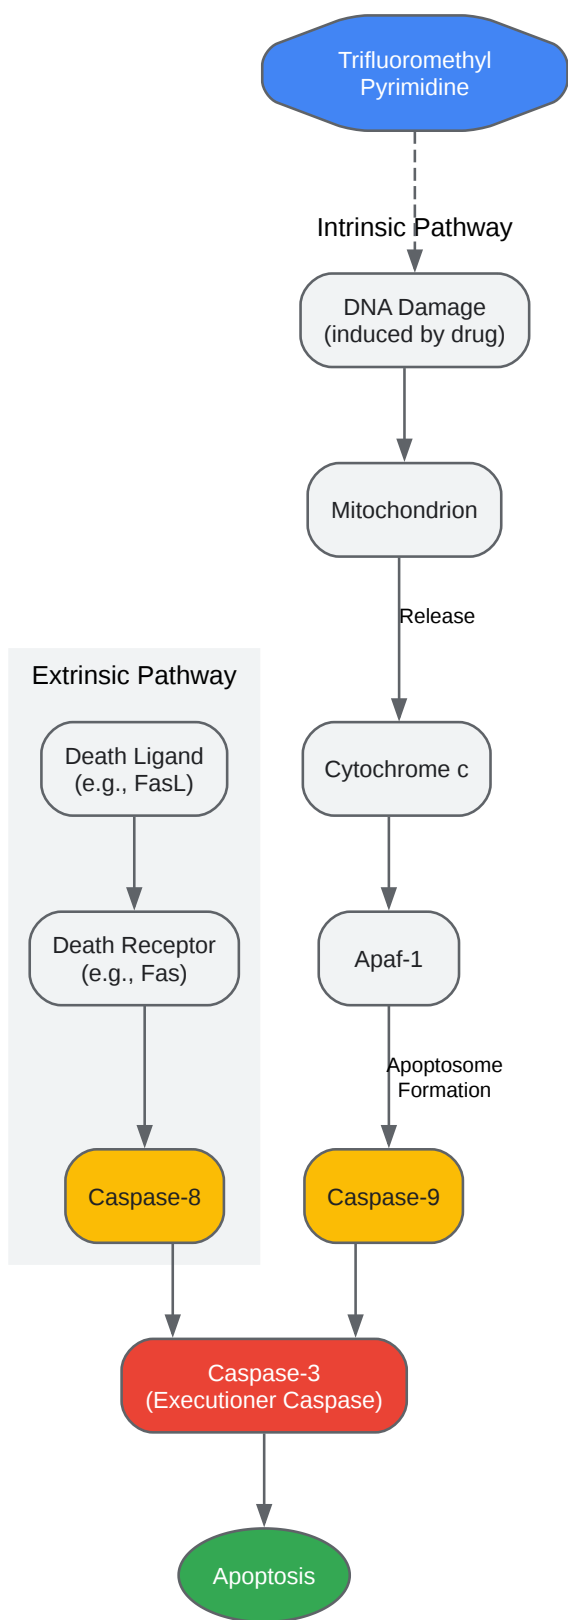 Trifluoromethyl
Pyrimidine
Intrinsic Pathway
DNA Damage
(induced by drug)
Mitochondrion
Release
Extrinsic Pathway
Death Ligand
(e.g., FasL)
Cytochrome c
Death Receptor
(e.g., Fas)
Apaf-1
Apoptosome
Formation
Caspase-8
Caspase-9
Caspase-3
(Executioner Caspase)
Apoptosis